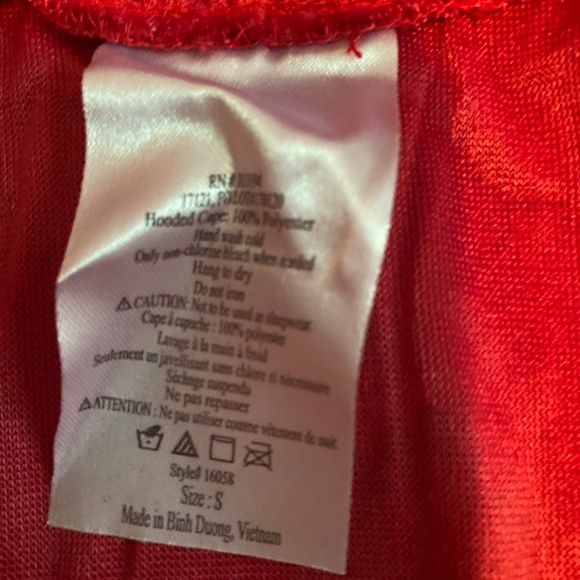 RN #
17121,
Hooded Cape: 100% Polyester
Hand wash cold
Only non-chlorine bleach when needed
Hang to dry
Do not iron
⚠ CAUTION: Not to be used as sleepwear.
Cape à capuche : 100% polyester
Lavage à la main à froid
Seulement un javellisant sans chlore si nécessaire
Séchage suspendu
Ne pas repasser
⚠ ATTENTION : Ne pas utiliser comme vêtement de nuit.
Style# 16058
Size : S
Made in Binh Duong, Vietnam